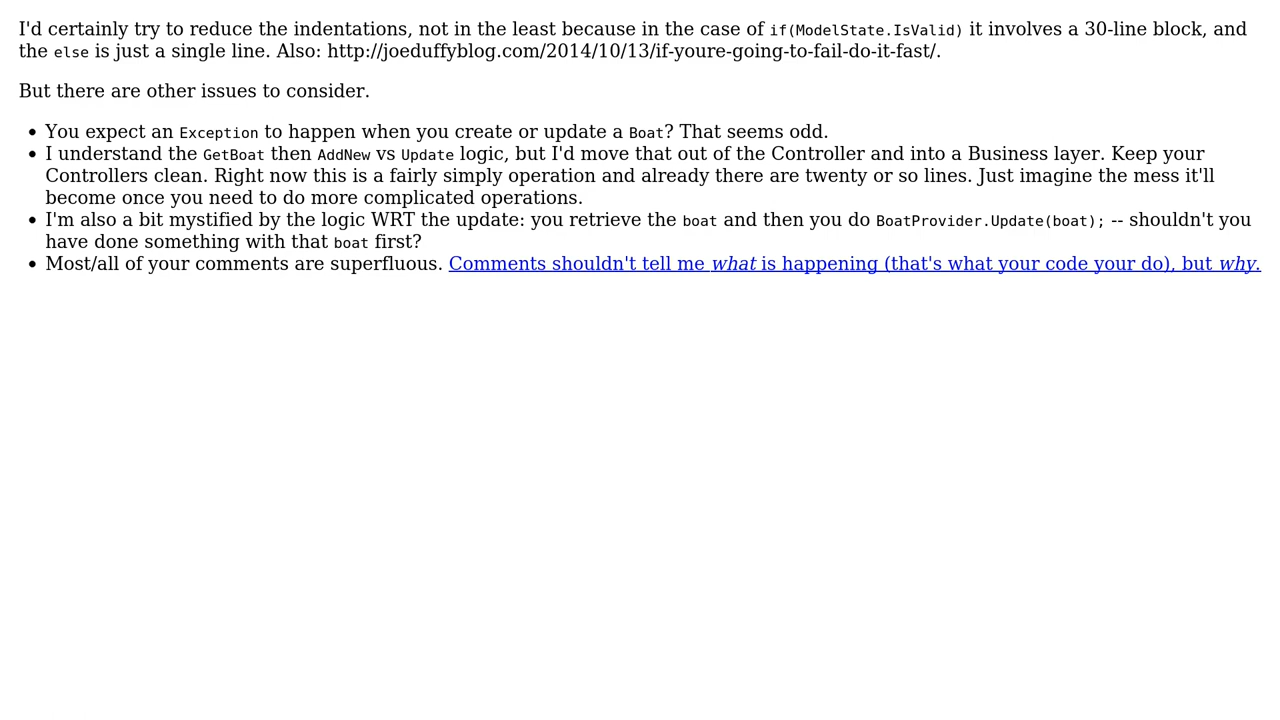 I'd certainly try to reduce the indentations, not in the least because in the case of if(ModelState.IsValid) it involves a 30-line block, and
the else is just a single line. Also: http://joeduffyblog.com/2014/10/13/if-youre-going-to-fail-do-it-fast/.
But there are other issues to consider.
• You expect an Exception to happen when you create or update a Boat? That seems odd.
• I understand the GetBoat then AddNew vs Update logic, but I'd move that out of the Controller and into a Business layer. Keep your
Controllers clean. Right now this is a fairly simply operation and already there are twenty or so lines. Just imagine the mess it'll
become once you need to do more complicated operations.
• I'm also a bit mystified by the logic WRT the update: you retrieve the boat and then you do BoatProvider.Update(boat); -- shouldn't you
have done something with that boat first?
• Most/all of your comments are superfluous. Comments shouldn't tell me what is happening (that's what your code your do), but why.